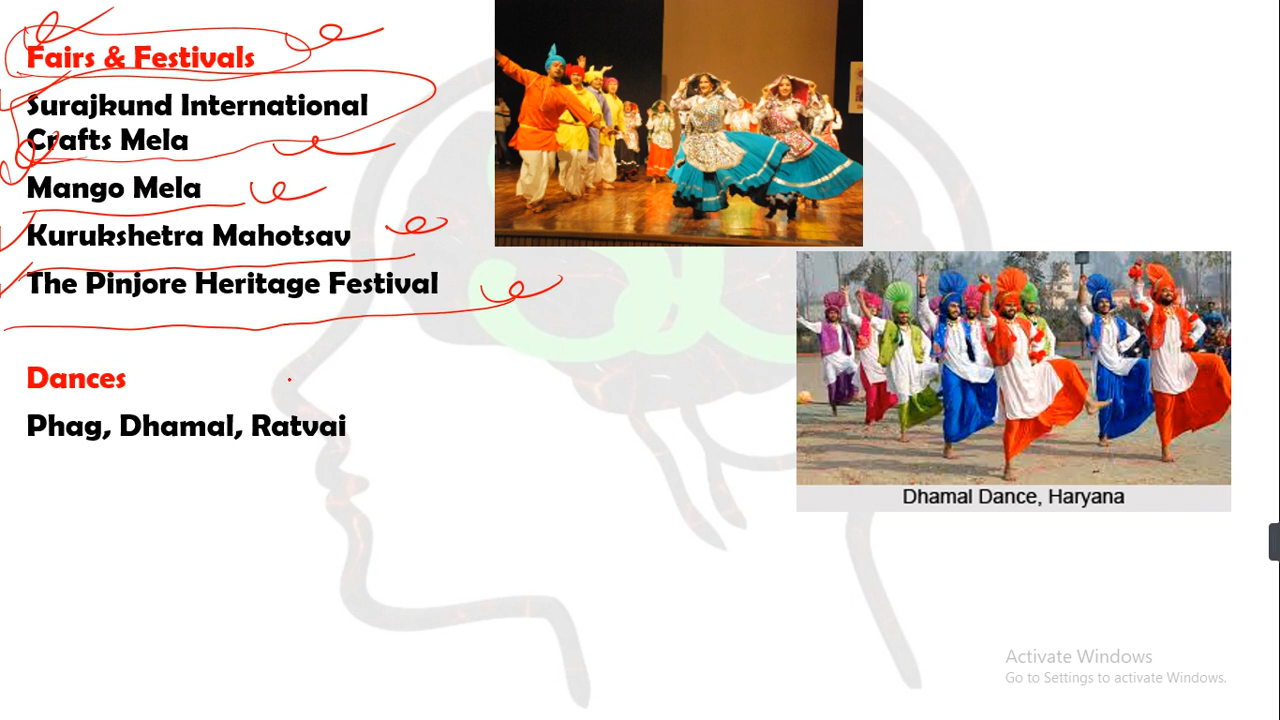 Fairs & Festivals
Surajkund International
Crafts Mela
Mango Mela
Kurukshetra Mahotsav
The Pinjore Heritage Festival
Dances
Phag, Dhamal, Ratvai
Dhamal Dance, Haryana
Activate Windows
Go to Settings to activate Windows.